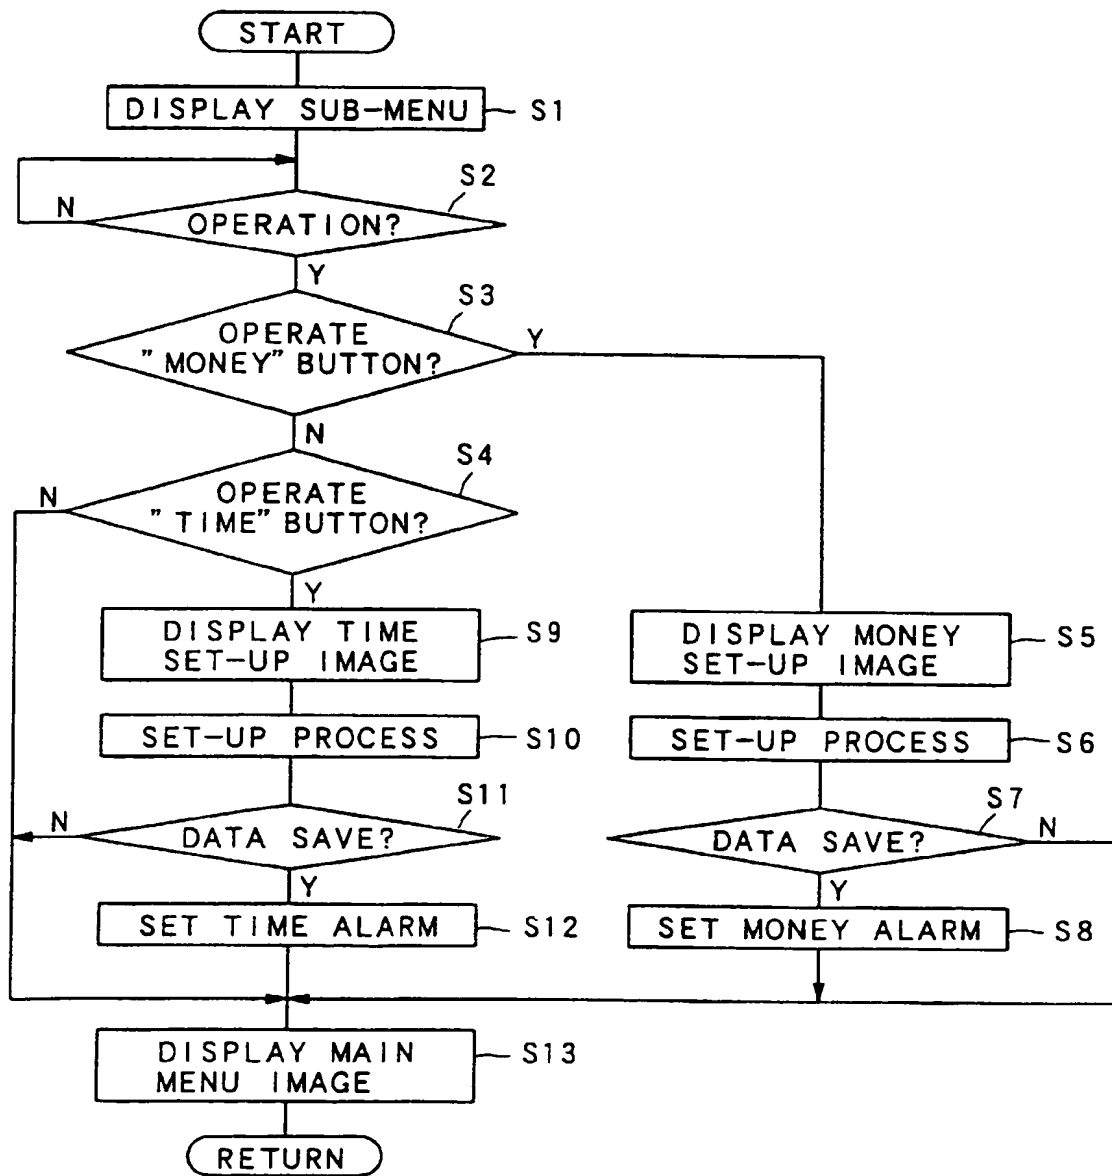 START
DISPLAY SUB-MENU
S1
S2
N
OPERATION?
Y
S3
OPERATE
"MONEY" BUTTON?
Y
N
S4
N
OPERATE
"TIME" BUTTON?
Y
DISPLAY TIME
SET-UP IMAGE
S9
DISPLAY MONEY
SET-UP IMAGE
S5
SET-UP PROCESS
S10
SET-UP PROCESS
S6
S11
N
DATA SAVE?
Y
S7
DATA SAVE?
N
Y
SET TIME ALARM
S12
SET MONEY ALARM
S8
DISPLAY MAIN
MENU IMAGE
S13
RETURN